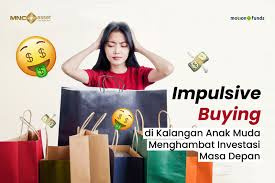 MNC asset
motion funds
Impulsive
Buying
di Kalangan Anak Muda
Menghambat Investasi
Masa Depan